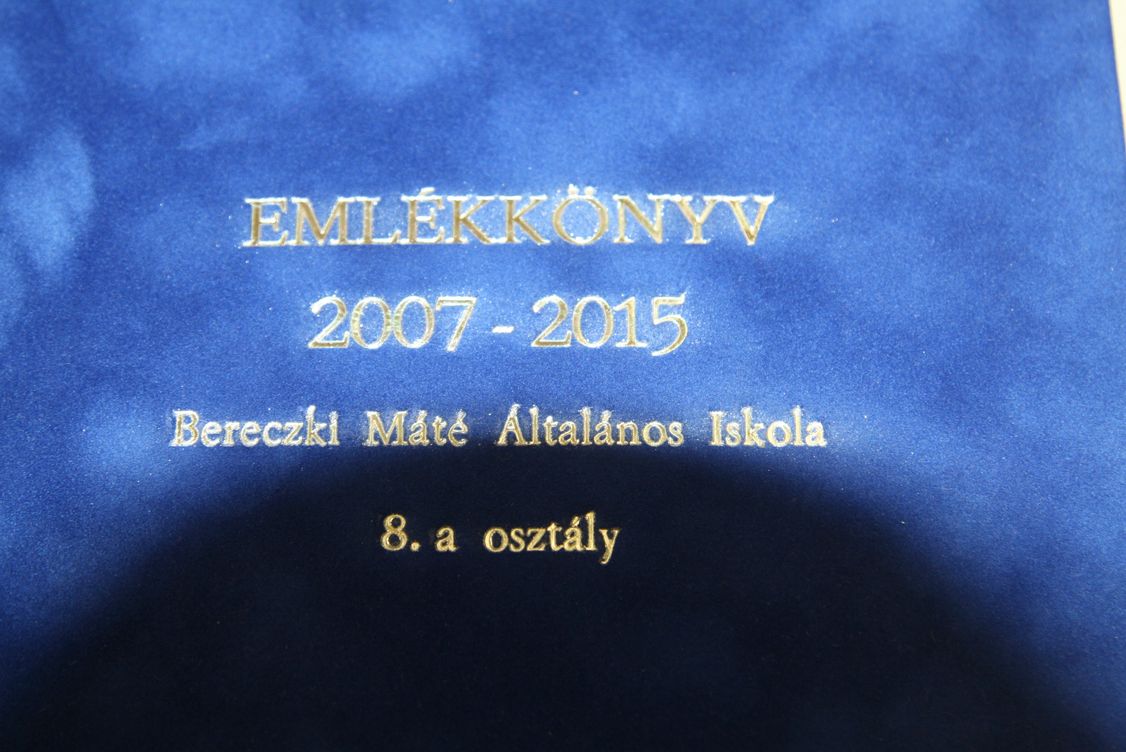 EMLÉKKÖNYV
2007 - 2015
Bereczki Máté Általános Iskola
8. a osztály